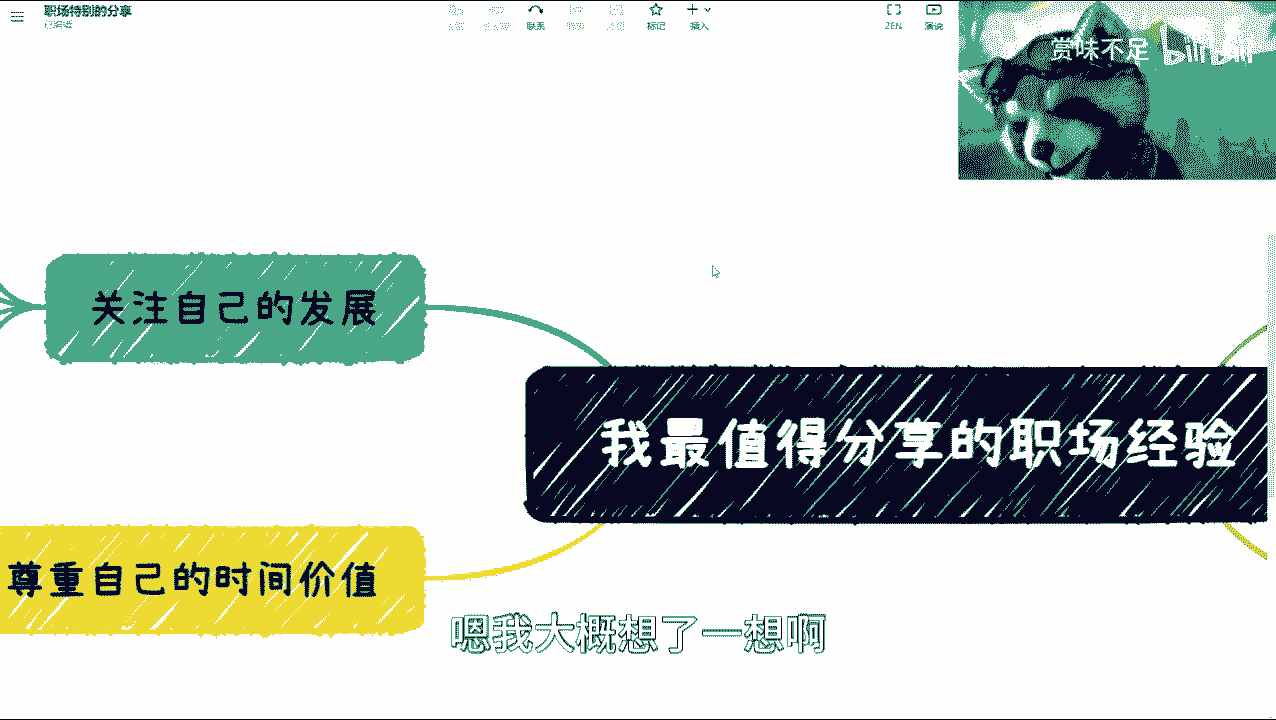 职场特别的分享
已编辑
联系
标记
插入
26%
演说
赏味不足 bilibili
关注自己的发展
我最值得分享的职场经验
尊重自己的时间价值
嗯我大概想了一想啊